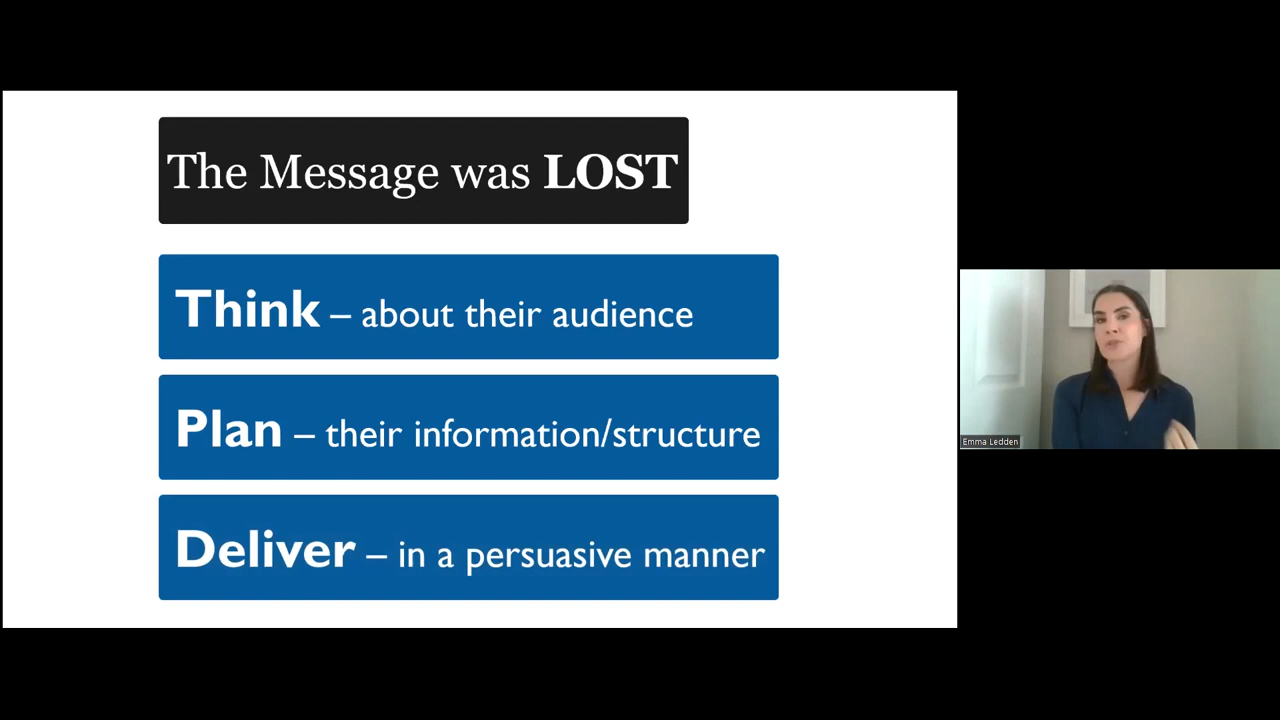 The Message was LOST
Think – about their audience
Plan – their information/structure
Deliver – in a persuasive manner
Emma Ledden